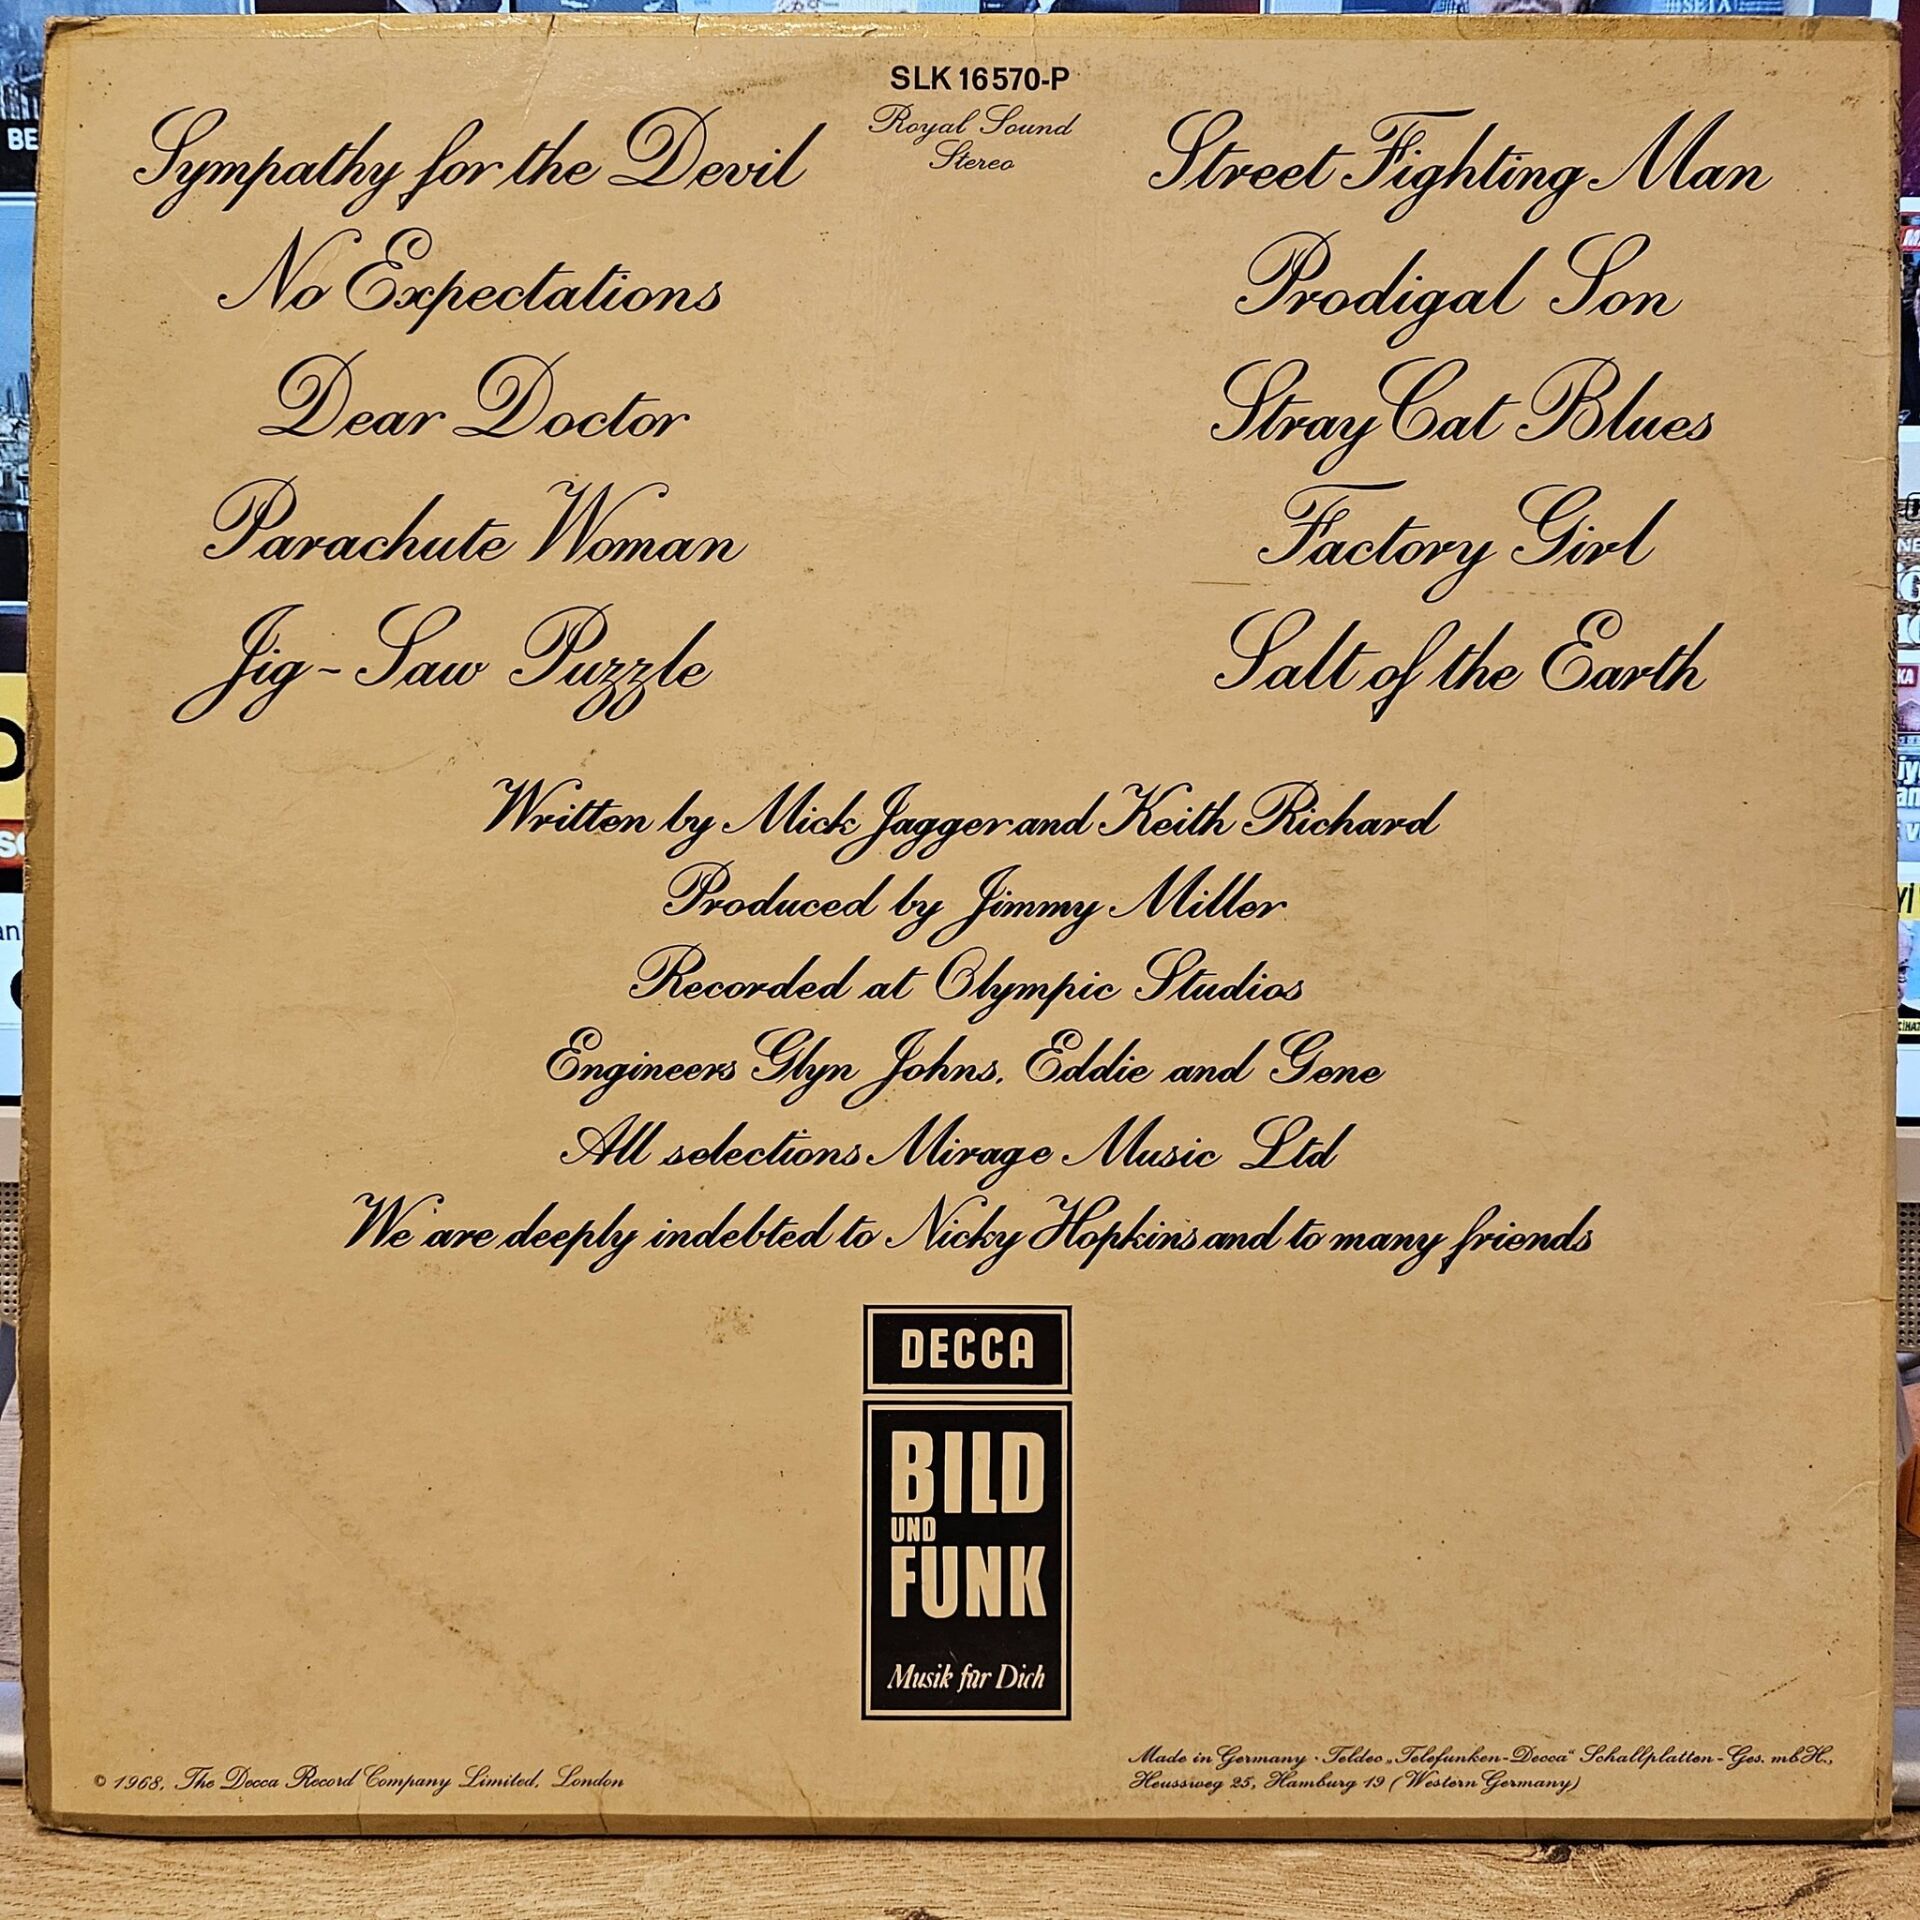 SLK 16570-P
Royal Sound
Stereo
Sympathy for the Devil
No Expectations
Dear Doctor
Parachute Woman
Jig-Saw Puzzle
Street Fighting Man
Prodigal Son
Stray Cat Blues
Factory Girl
Salt of the Earth
Written by Mick Jagger and Keith Richard
Produced by Jimmy Miller
Recorded at Olympic Studios
Engineers Glyn Johns, Eddie and Gene
All selections Mirage Music Ltd
We are deeply indebted to Nicky Hopkins and to many friends
DECCA
BILD
UND
FUNK
Musik für Dich
© 1968, The Decca Record Company Limited, London
Made in Germany · Teldec „Telefunken-Decca“ Schallplatten-Ges. mbH.,
Heussweg 25, Hamburg 19 (Western Germany)